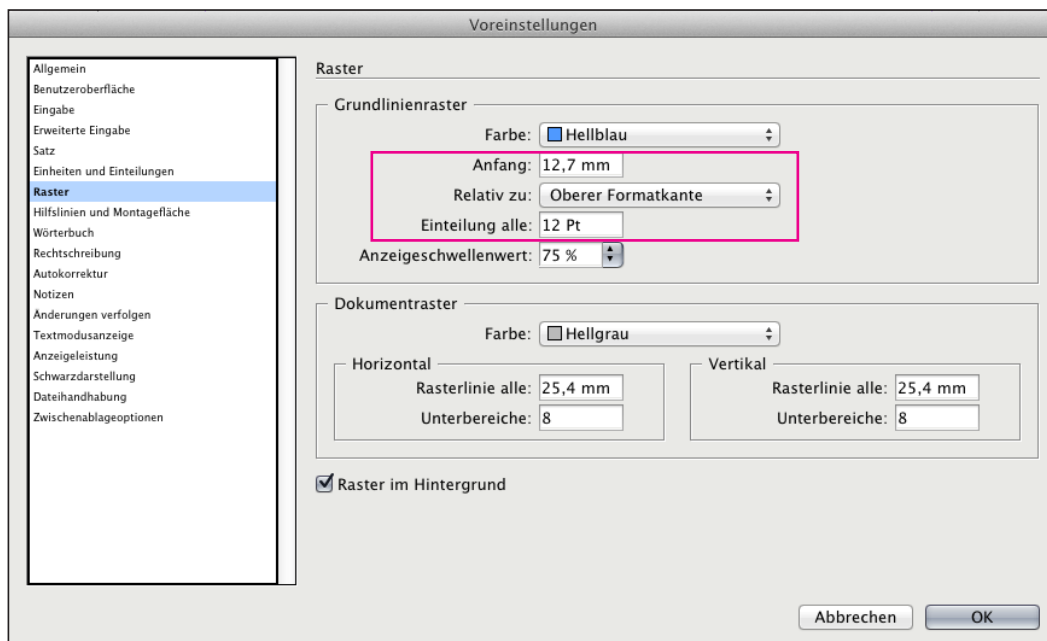 Voreinstellungen
Allgemein
Benutzeroberfläche
Eingabe
Erweiterte Eingabe
Satz
Einheiten und Einteilungen
Raster
Hilfslinien und Montagefläche
Wörterbuch
Rechtschreibung
Autokorrektur
Notizen
Änderungen verfolgen
Textmodusanzeige
Anzeigeleistung
Schwarzdarstellung
Dateihandhabung
Zwischenablageoptionen
Raster
Grundlinienraster
Farbe: Hellblau
Anfang: 12,7 mm
Relativ zu: Oberer Formatkante
Einteilung alle: 12 Pt
Anzeigeschwellenwert: 75 %
Dokumentraster
Farbe: Hellgrau
Horizontal
Rasterlinie alle: 25,4 mm
Unterbereiche: 8
Vertikal
Rasterlinie alle: 25,4 mm
Unterbereiche: 8
Raster im Hintergrund
Abbrechen
OK